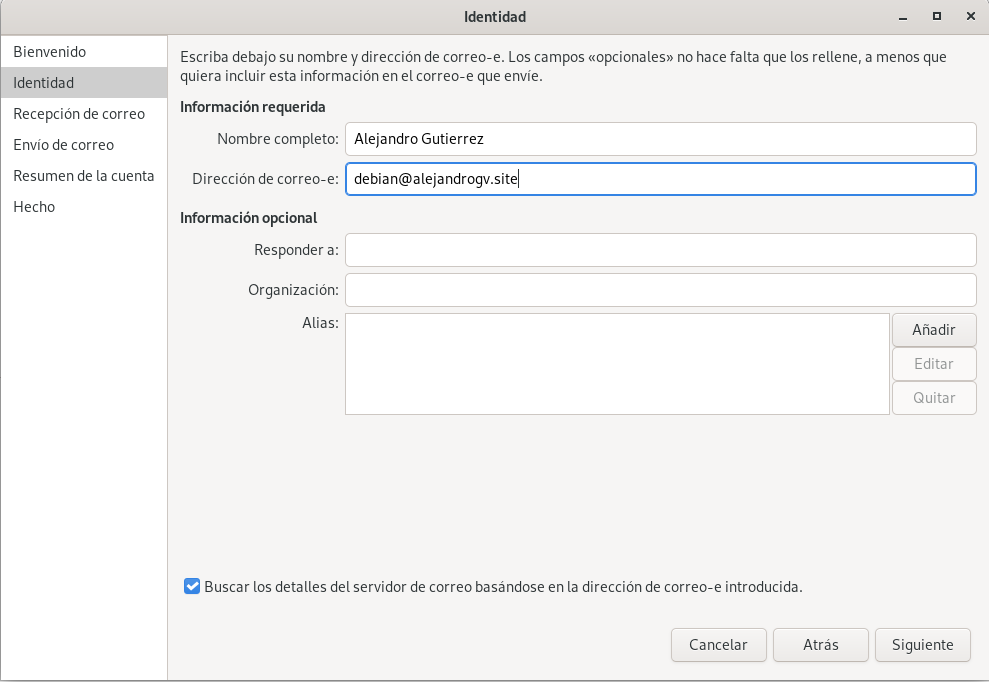 Identidad
Bienvenido
Identidad
Recepción de correo
Envío de correo
Resumen de la cuenta
Hecho
Escriba debajo su nombre y dirección de correo-e. Los campos «opcionales» no hace falta que los rellene, a menos que
quiera incluir esta información en el correo-e que envíe.
Información requerida
Nombre completo: Alejandro Gutierrez
Dirección de correo-e: debian@alejandrogv.site
Información opcional
Responder a:
Organización:
Alias:
Añadir
Editar
Quitar
Buscar los detalles del servidor de correo basándose en la dirección de correo-e introducida.
Cancelar Atrás Siguiente